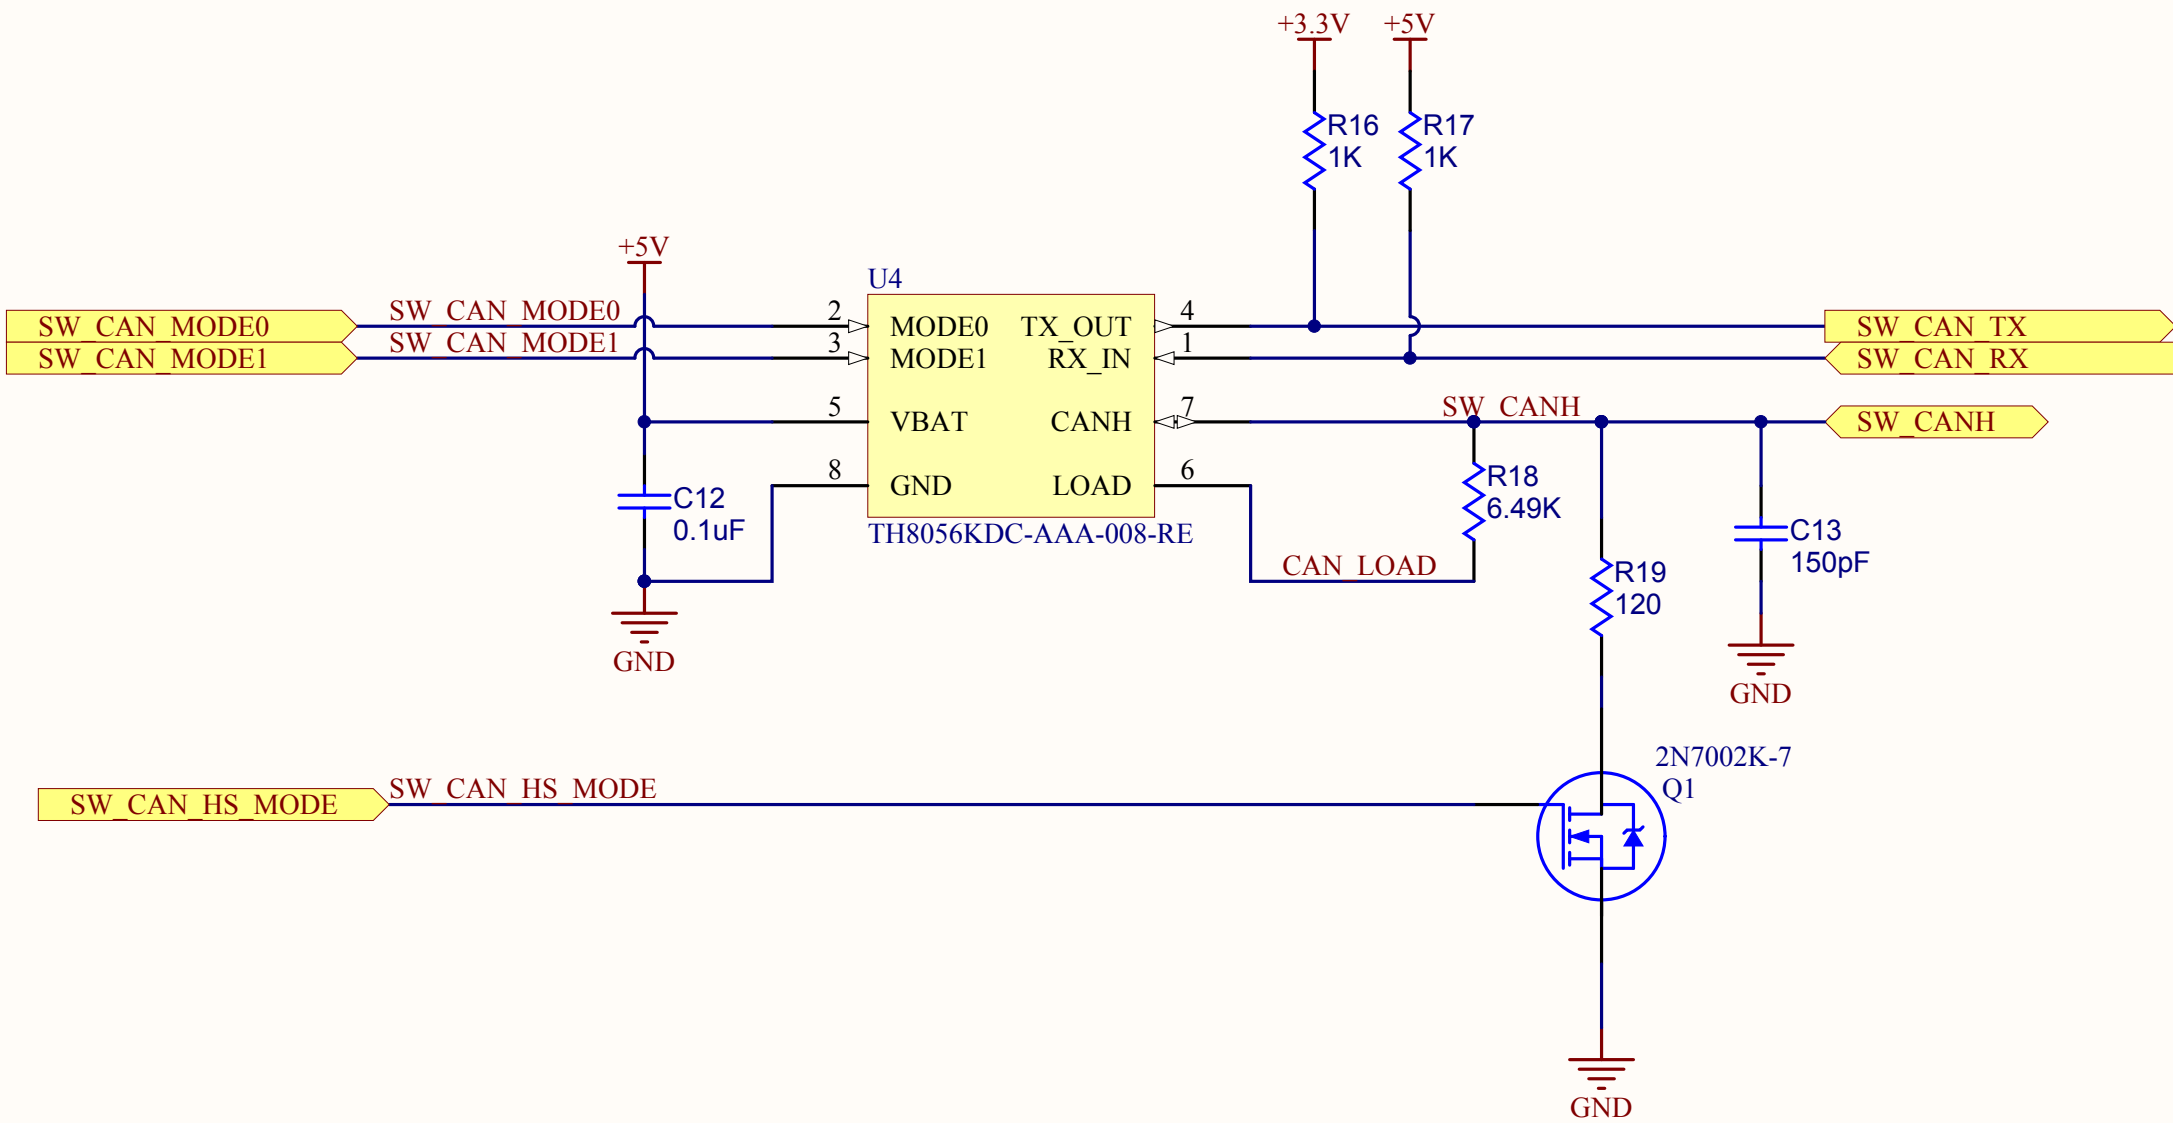 +3.3V
+5V
R16
1K
R17
1K
+5V
U4
SW_CAN_MODE0
SW_CAN_MODE0
2
MODE0
TX_OUT
4
SW_CAN_TX
SW_CAN_MODE1
SW_CAN_MODE1
3
MODE1
RX_IN
1
SW_CAN_RX
5
VBAT
CANH
7
SW_CANH
SW_CANH
8
GND
LOAD
6
R18
6.49K
C12
0.1uF
TH8056KDC-AAA-008-RE
C13
150pF
CAN_LOAD
R19
120
GND
GND
2N7002K-7
Q1
SW_CAN_HS_MODE
SW_CAN_HS_MODE
GND